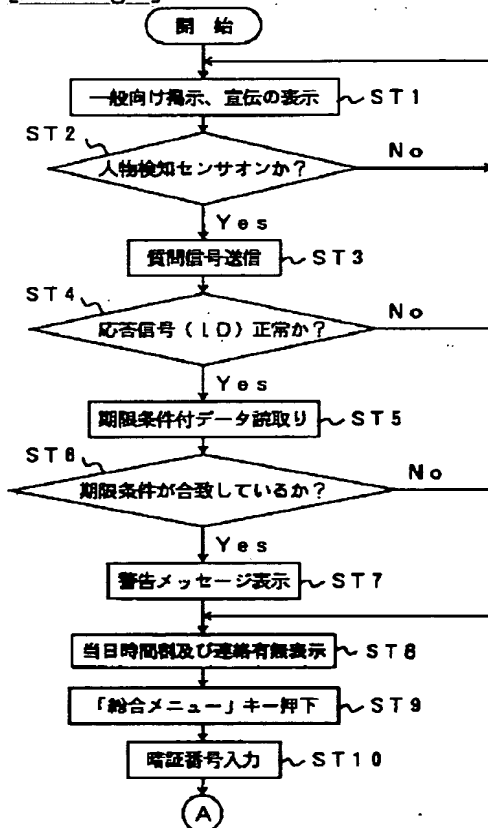 開 始
一般向け掲示、宣伝の表示 ST1
ST2
人物検知センサオンか？ No
Yes
質問信号送信 ST3
ST4
応答信号（ID）正常か？ No
Yes
期限条件付データ読取り ST5
ST6
期限条件が合致しているか？ No
Yes
警告メッセージ表示 ST7
当日時間割及び連絡有無表示 ST8
「総合メニュー」キー押下 ST9
暗証番号入力 ST10
A